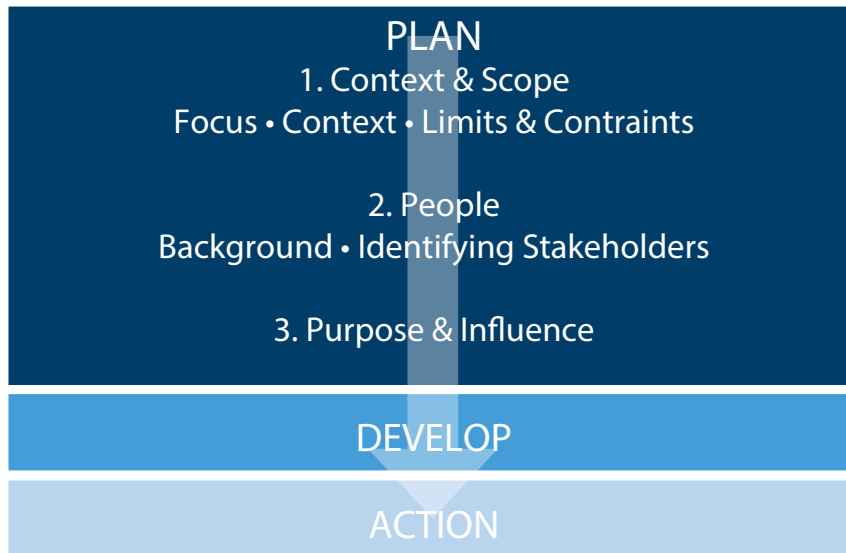 PLAN
1. Context & Scope
Focus • Context • Limits & Contraints
2. People
Background • Identifying Stakeholders
3. Purpose & Influence
DEVELOP
ACTION